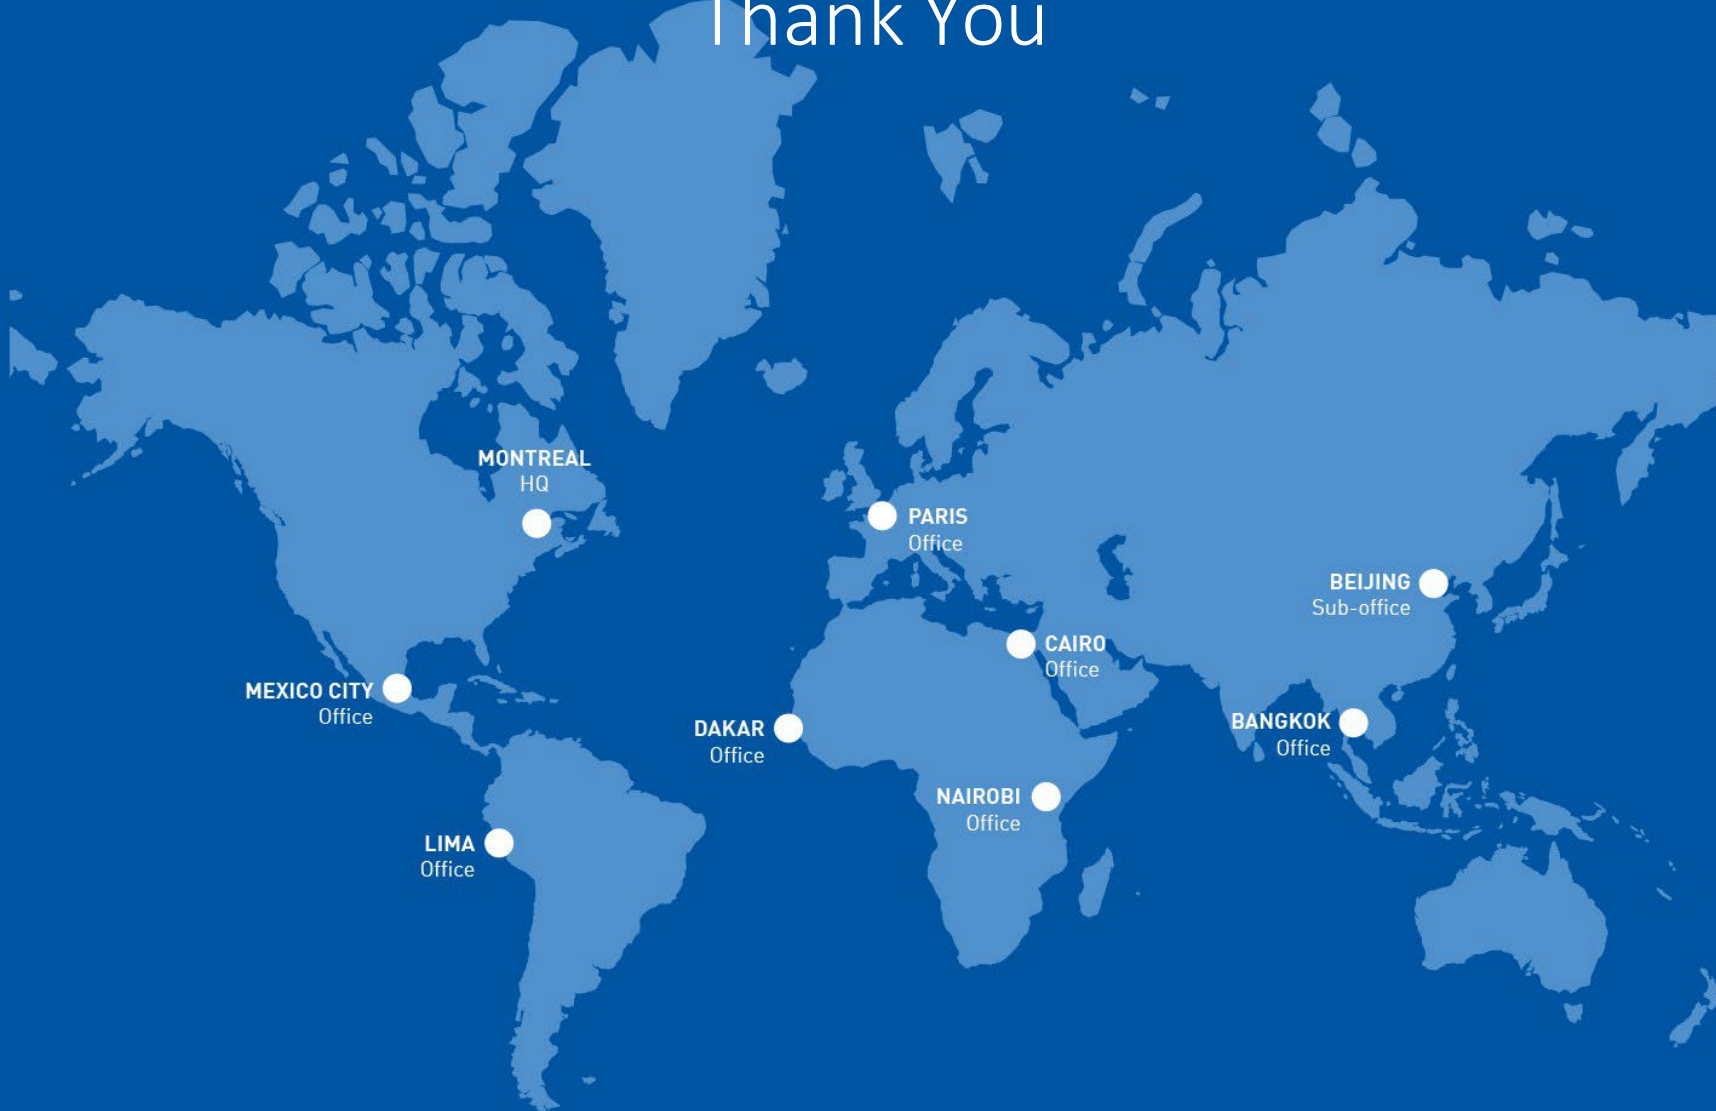 Thank You
MONTREAL
HQ
PARIS
Office
BEIJING
Sub-office
CAIRO
Office
MEXICO CITY
Office
DAKAR
Office
BANGKOK
Office
NAIROBI
Office
LIMA
Office